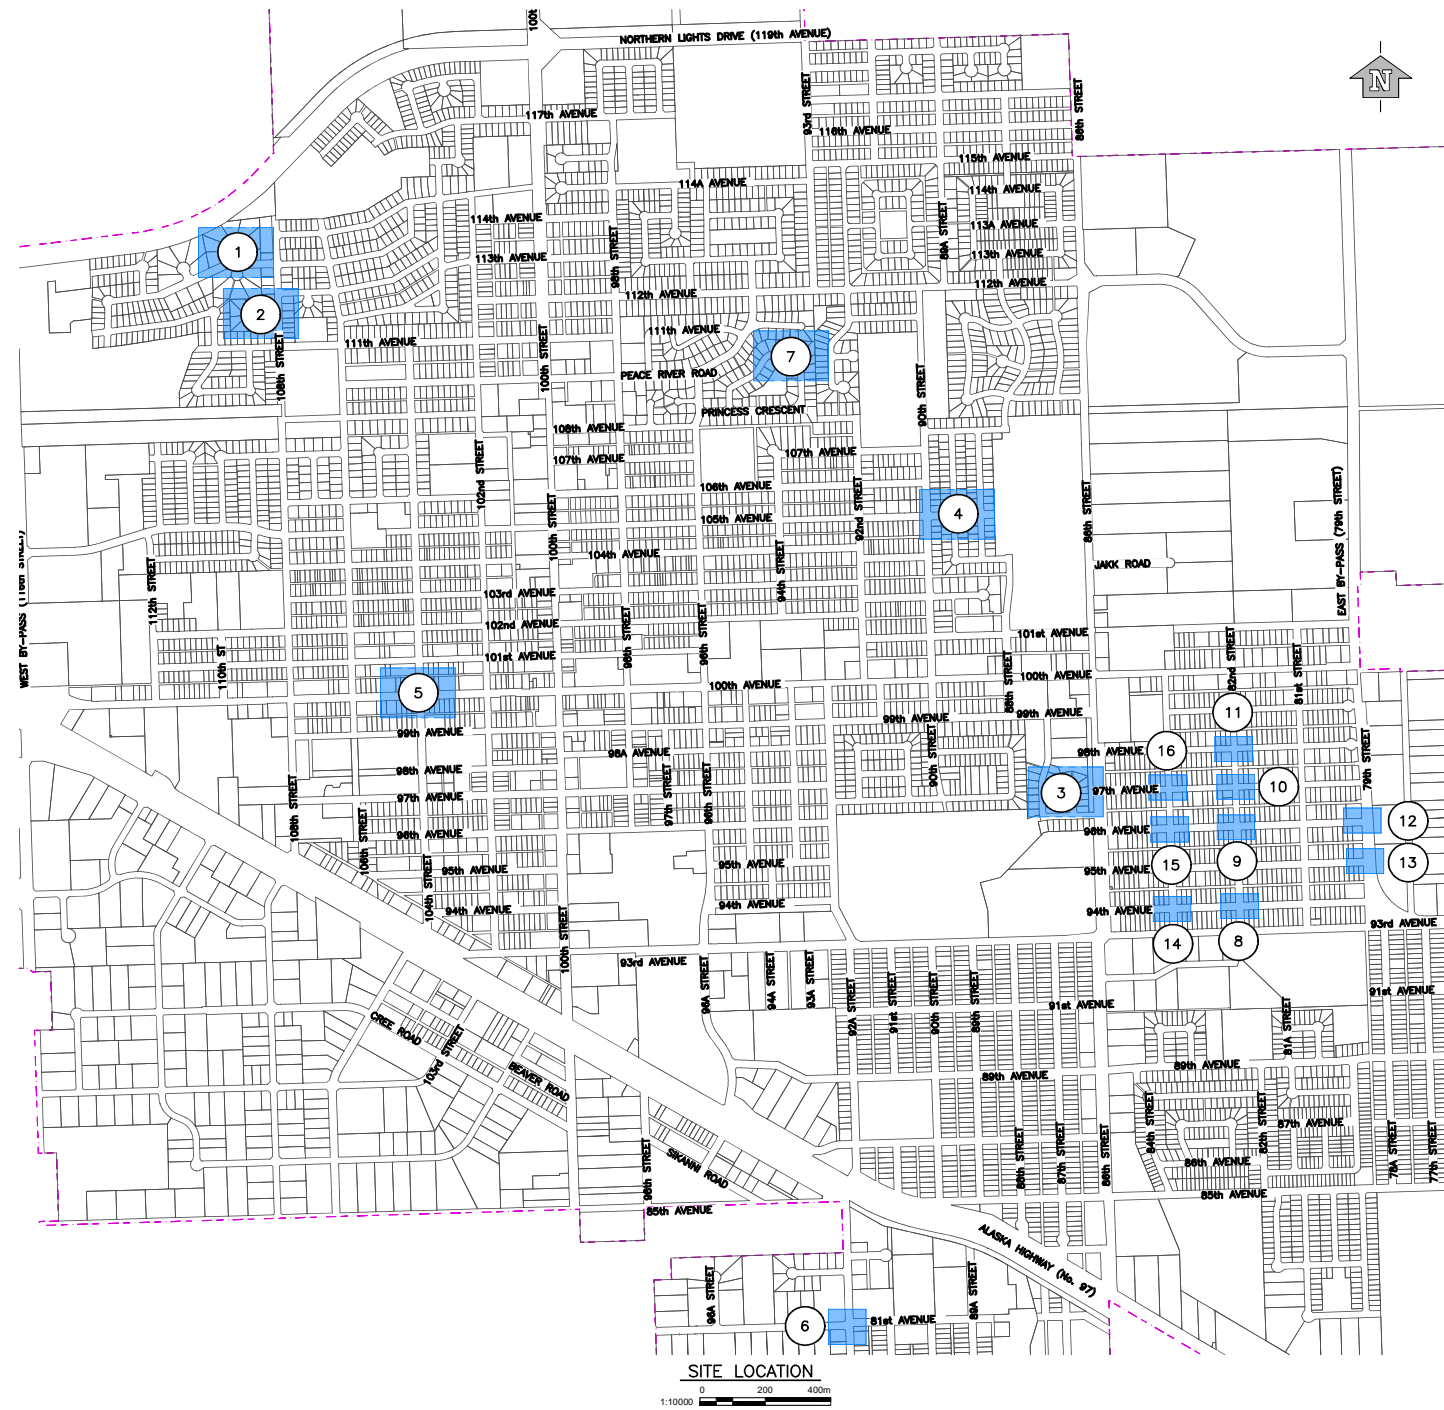 100t
NORTHERN LIGHTS DRIVE (119th AVENUE)
N
93rd STREET
86th STREET
117th AVENUE
116th AVENUE
115th AVENUE
114A AVENUE
114th AVENUE
114th AVENUE
89A STREET
113A AVENUE
98th STREET
113th AVENUE
113th AVENUE
1
112th AVENUE
112th AVENUE
2
108th STREET
111th AVENUE
111th AVENUE
100th STREET
7
PEACE RIVER ROAD
90th STREET
PRINCESS CRESCENT
108th AVENUE
107th AVENUE
107th AVENUE
102nd STREET
106th AVENUE
105th AVENUE
100th STREET
92nd STREET
4
86th STREET
EAST BY-PASS (79th STREET)
104th AVENUE
94th STREET
JAKK ROAD
WEST BY-PASS (116th STREET)
112th STREET
103rd AVENUE
102nd AVENUE
98th STREET
96th STREET
101st AVENUE
101st AVENUE
110th ST
82nd STREET
81st STREET
88th STREET
100th AVENUE
100th AVENUE
5
99th AVENUE
99th AVENUE
99th AVENUE
11
98A AVENUE
90th STREET
98th AVENUE
16
79th STREET
98th AVENUE
97th STREET
96th STREET
3
97th AVENUE
10
97th AVENUE
108th STREET
106th STREET
12
96th AVENUE
96th AVENUE
95th AVENUE
95th AVENUE
95th AVENUE
15
9
13
104th STREET
94th AVENUE
94th AVENUE
94th AVENUE
93rd AVENUE
14
8
100th STREET
93rd AVENUE
96A STREET
94A STREET
93A STREET
92A STREET
91st STREET
90th STREET
89th STREET
91st AVENUE
91st AVENUE
CREE ROAD
103rd STREET
81A STREET
BEAVER ROAD
89th AVENUE
89th AVENUE
84th STREET
82th STREET
87th AVENUE
98th STREET
SIKANNI ROAD
88th STREET
87th STREET
86th STREET
86th AVENUE
78A STREET
77th STREET
85th AVENUE
85th AVENUE
ALASKA HIGHWAY (No. 97)
96A STREET
89A STREET
6
81st AVENUE
SITE LOCATION
0 200 400m
1:10000